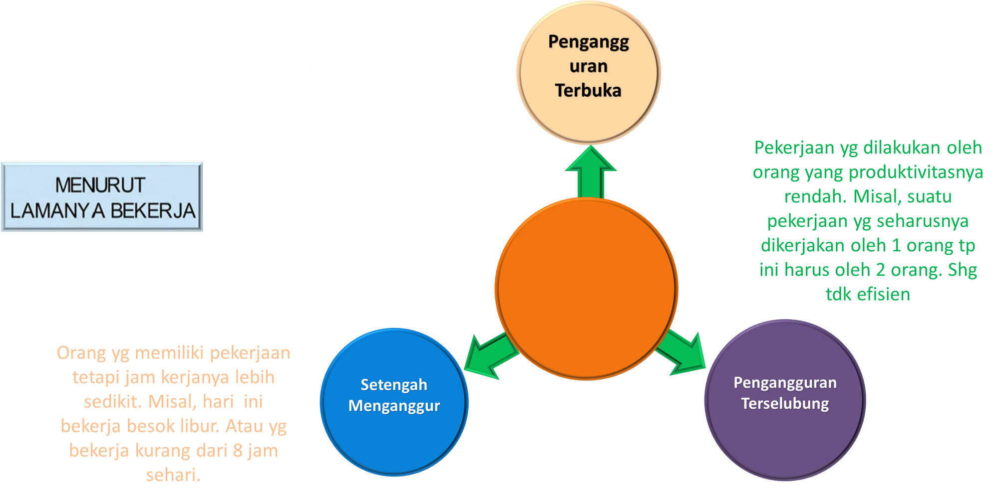 Pengangg
uran
Terbuka
Pekerjaan yg dilakukan oleh
orang yang produktivitasnya
rendah. Misal, suatu
pekerjaan yg seharusnya
dikerjakan oleh 1 orang tp
ini harus oleh 2 orang. Shg
tdk efisien
MENURUT
LAMANYA BEKERJA
Orang yg memiliki pekerjaan
tetapi jam kerjanya lebih
sedikit. Misal, hari  ini
bekerja besok libur. Atau yg
bekerja kurang dari 8 jam
sehari.
Setengah
Menganggur
Pengangguran
Terselubung